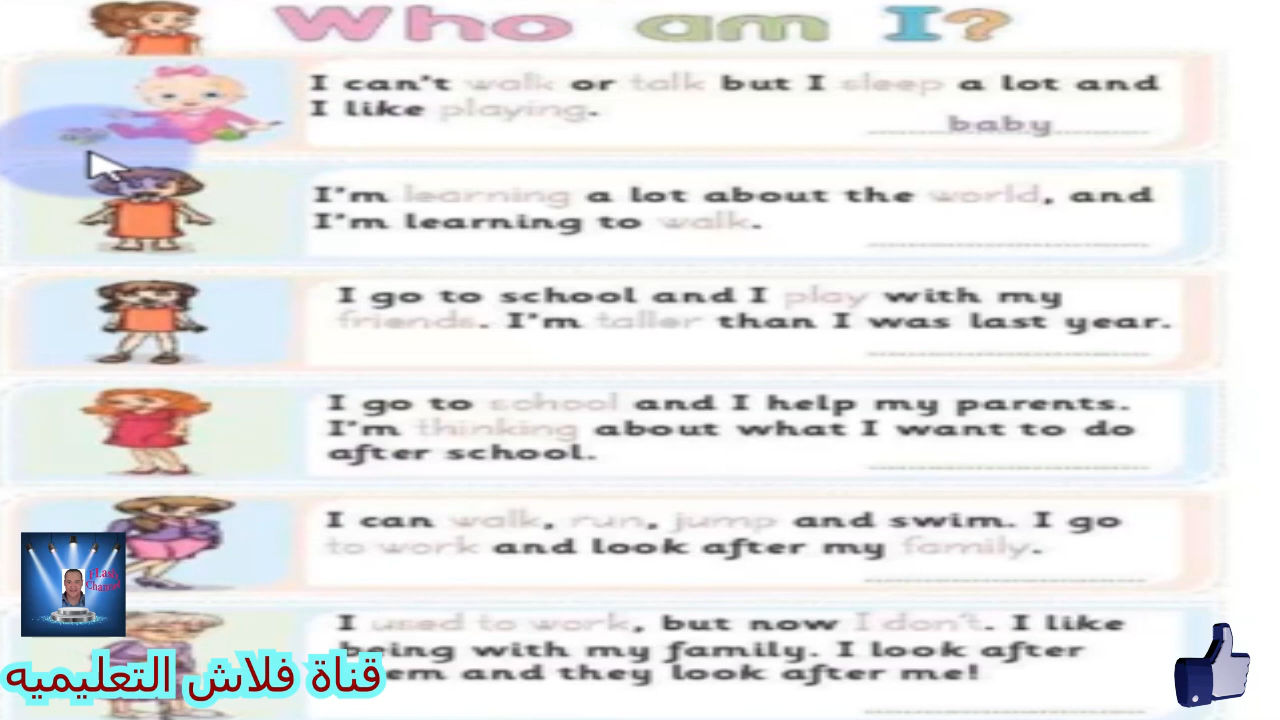 Who am I?
I can't walk or talk but I sleep a lot and
I like playing.
baby
I'm learning a lot about the world, and
I'm learning to walk.
I go to school and I play with my
friends. I'm taller than I was last year.
I go to school and I help my parents.
I'm thinking about what I want to do
after school.
I can walk, run, jump and swim. I go
to work and look after my family.
I used to work, but now I don't. I like
being with my family. I look after
em and they look after me!
Flash
Channel
قناة فلاش التعليميه